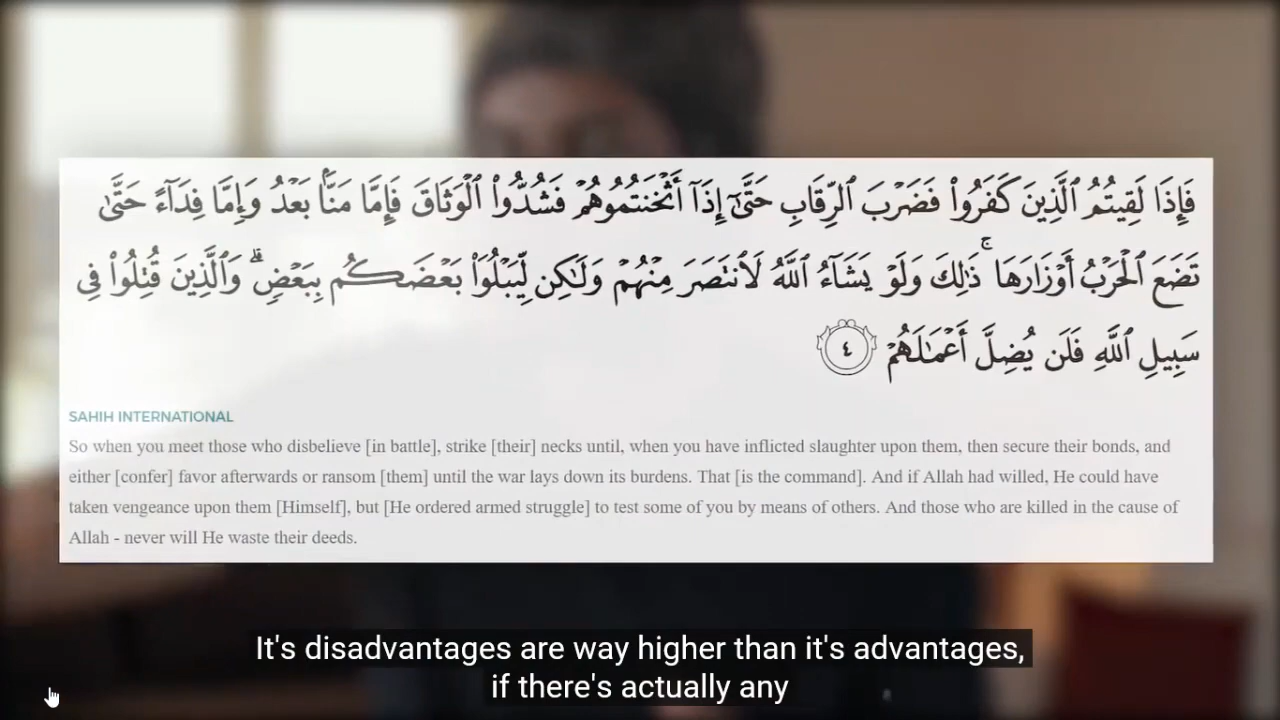 فَإِذَا لَقِيتُمُ ٱلَّذِينَ كَفَرُوا۟ فَضَرْبَ ٱلرِّقَابِ حَتَّىٰٓ إِذَآ أَثْخَنتُمُوهُمْ فَشُدُّوا۟ ٱلْوَثَاقَ فَإِمَّا مَنًّۢا بَعْدُ وَإِمَّا فِدَآءً حَتَّىٰ
تَضَعَ ٱلْحَرْبُ أَوْزَارَهَا ۚ ذَٰلِكَ وَلَوْ يَشَآءُ ٱللَّهُ لَٱنتَصَرَ مِنْهُمْ وَلَٰكِن لِّيَبْلُوَا۟ بَعْضَكُم بِبَعْضٍ ۗ وَٱلَّذِينَ قُتِلُوا۟ فِى
سَبِيلِ ٱللَّهِ فَلَن يُضِلَّ أَعْمَٰلَهُمْ ٤
SAHIH INTERNATIONAL
So when you meet those who disbelieve [in battle], strike [their] necks until, when you have inflicted slaughter upon them, then secure their bonds, and
either [confer] favor afterwards or ransom [them] until the war lays down its burdens. That [is the command]. And if Allah had willed, He could have
taken vengeance upon them [Himself], but [He ordered armed struggle] to test some of you by means of others. And those who are killed in the cause of
Allah - never will He waste their deeds.
It's disadvantages are way higher than it's advantages,
if there's actually any